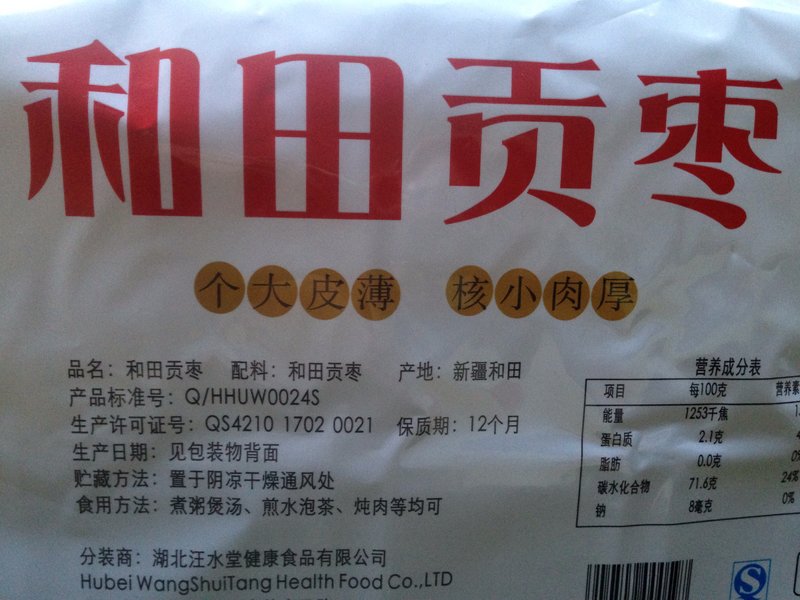 和田贡枣
个大皮薄 核小肉厚
品名：和田贡枣 配料：和田贡枣 产地：新疆和田
产品标准号：Q/HHUW0024S
生产许可证号：QS4210 1702 0021 保质期：12个月
生产日期：见包装物背面
贮藏方法：置于阴凉干燥通风处
食用方法：煮粥煲汤、煎水泡茶、炖肉等均可
分装商：湖北汪水堂健康食品有限公司
Hubei WangShuiTang Health Food Co.,LTD
营养成分表
项目 每100克 营养素
能量 1253千焦
蛋白质 2.1克
脂肪 0.0克
碳水化合物 71.6克 24%
钠 8毫克 0%